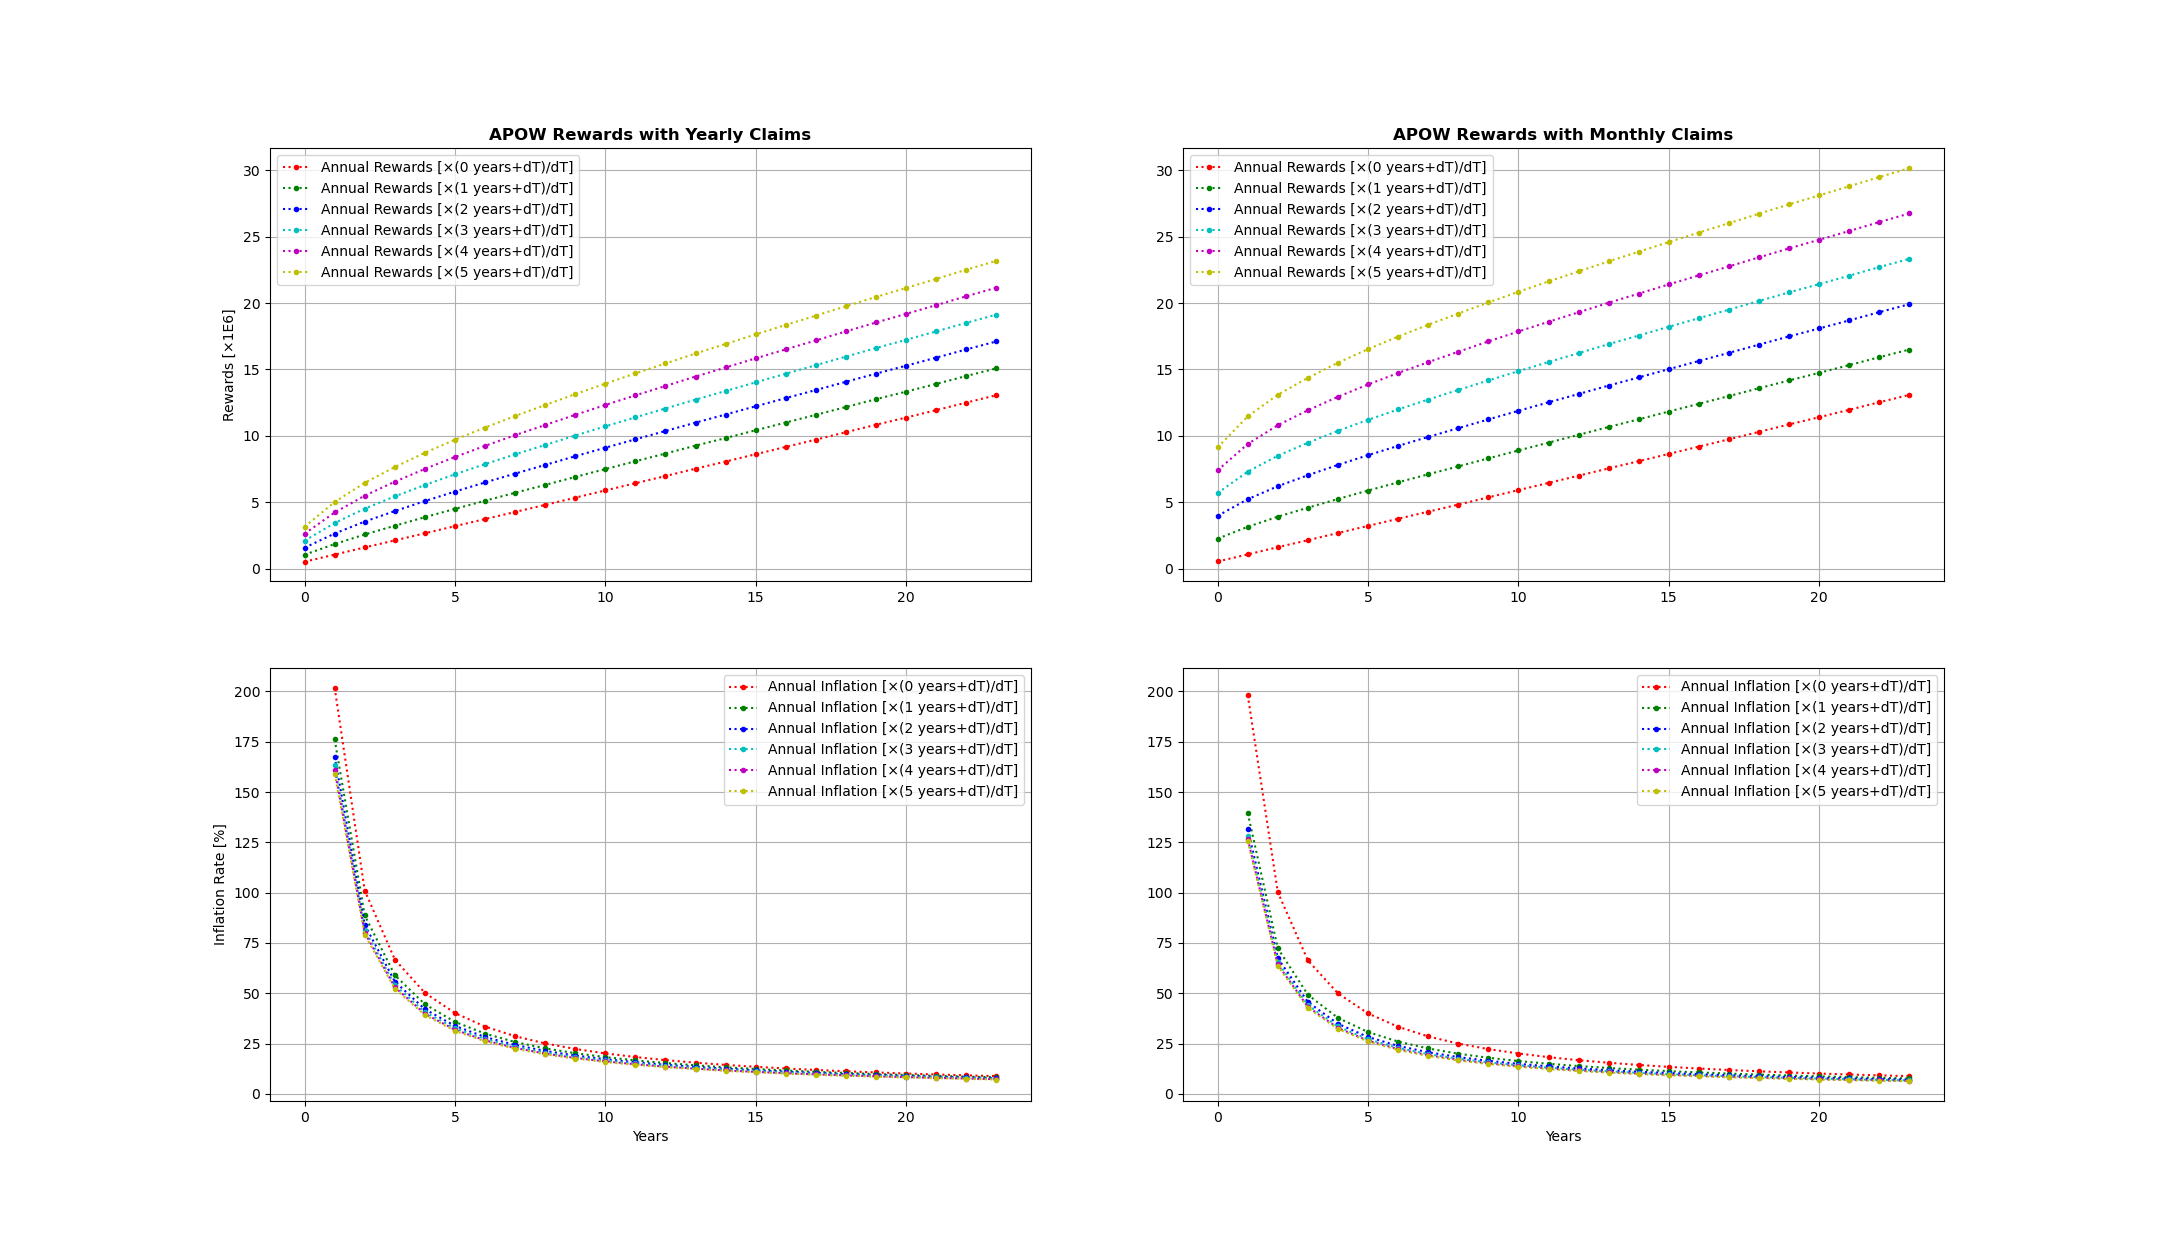 APOW Rewards with Yearly Claims
Rewards [×1E6]
30
25
20
15
10
5
0
Annual Rewards [×(0 years+dT)/dT]
Annual Rewards [×(1 years+dT)/dT]
Annual Rewards [×(2 years+dT)/dT]
Annual Rewards [×(3 years+dT)/dT]
Annual Rewards [×(4 years+dT)/dT]
Annual Rewards [×(5 years+dT)/dT]
0 5 10 15 20
APOW Rewards with Monthly Claims
30
25
20
15
10
5
0
Annual Rewards [×(0 years+dT)/dT]
Annual Rewards [×(1 years+dT)/dT]
Annual Rewards [×(2 years+dT)/dT]
Annual Rewards [×(3 years+dT)/dT]
Annual Rewards [×(4 years+dT)/dT]
Annual Rewards [×(5 years+dT)/dT]
0 5 10 15 20
Inflation Rate [%]
200
175
150
125
100
75
50
25
0
Annual Inflation [×(0 years+dT)/dT]
Annual Inflation [×(1 years+dT)/dT]
Annual Inflation [×(2 years+dT)/dT]
Annual Inflation [×(3 years+dT)/dT]
Annual Inflation [×(4 years+dT)/dT]
Annual Inflation [×(5 years+dT)/dT]
0 5 10 15 20
Years
200
175
150
125
100
75
50
25
0
Annual Inflation [×(0 years+dT)/dT]
Annual Inflation [×(1 years+dT)/dT]
Annual Inflation [×(2 years+dT)/dT]
Annual Inflation [×(3 years+dT)/dT]
Annual Inflation [×(4 years+dT)/dT]
Annual Inflation [×(5 years+dT)/dT]
0 5 10 15 20
Years